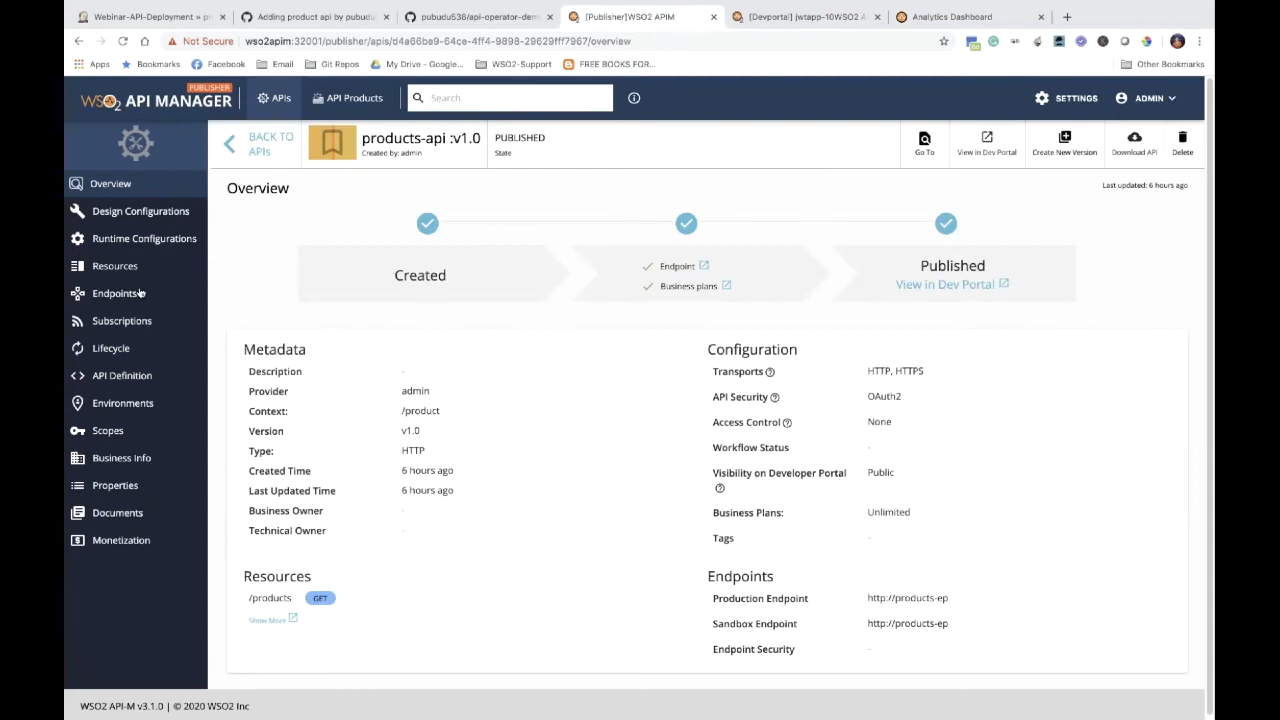 Webinar-API-Deployment » pr
Adding product api by pubudu
pubudu538/api-operator-dem
[Publisher]WSO2 APIM
[Devportal] jwtapp-10WSO2 A
Analytics Dashboard
Not Secure wso2apim:32001/publisher/apis/d4a66be9-64ce-4ff4-9898-29629fff7967/overview
Apps
Bookmarks
Facebook
Email
Git Repos
My Drive - Google...
WSO2-Support
FREE BOOKS FOR...
Other Bookmarks
PUBLISHER
WSO2 API MANAGER
APIs
API Products
Search
SETTINGS
ADMIN
BACK TO
APIs
products-api :v1.0
Created by: admin
PUBLISHED
State
Go To
View in Dev Portal
Create New Version
Download API
Delete
Overview
Design Configurations
Runtime Configurations
Resources
Endpoints
Subscriptions
Lifecycle
API Definition
Environments
Scopes
Business Info
Properties
Documents
Monetization
Overview
Last updated: 6 hours ago
Created
Endpoint
Business plans
Published
View in Dev Portal
Metadata
Description -
Provider admin
Context: /product
Version v1.0
Type: HTTP
Created Time 6 hours ago
Last Updated Time 6 hours ago
Business Owner -
Technical Owner -
Configuration
Transports HTTP, HTTPS
API Security OAuth2
Access Control None
Workflow Status -
Visibility on Developer Portal Public
Business Plans: Unlimited
Tags -
Resources
/products GET
Show More
Endpoints
Production Endpoint http://products-ep
Sandbox Endpoint http://products-ep
Endpoint Security -
WSO2 API-M v3.1.0 | © 2020 WSO2 Inc